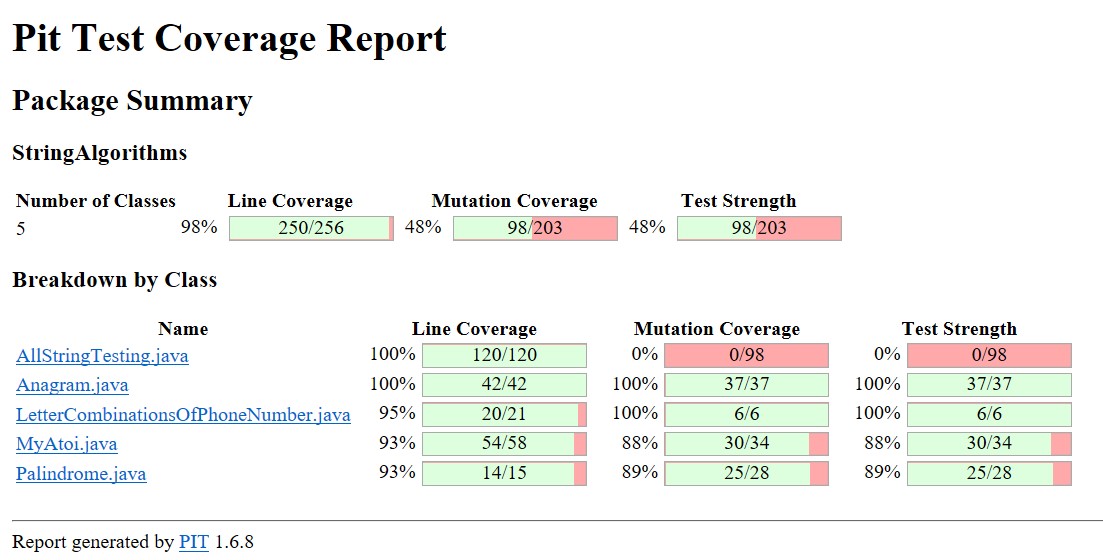 Pit Test Coverage Report
Package Summary
StringAlgorithms
Number of Classes Line Coverage Mutation Coverage Test Strength
5 98% 250/256 48% 98/203 48% 98/203
Breakdown by Class
Name Line Coverage Mutation Coverage Test Strength
AllStringTesting.java 100% 120/120 0% 0/98 0% 0/98
Anagram.java 100% 42/42 100% 37/37 100% 37/37
LetterCombinationsOfPhoneNumber.java 95% 20/21 100% 6/6 100% 6/6
MyAtoi.java 93% 54/58 88% 30/34 88% 30/34
Palindrome.java 93% 14/15 89% 25/28 89% 25/28
Report generated by PIT 1.6.8